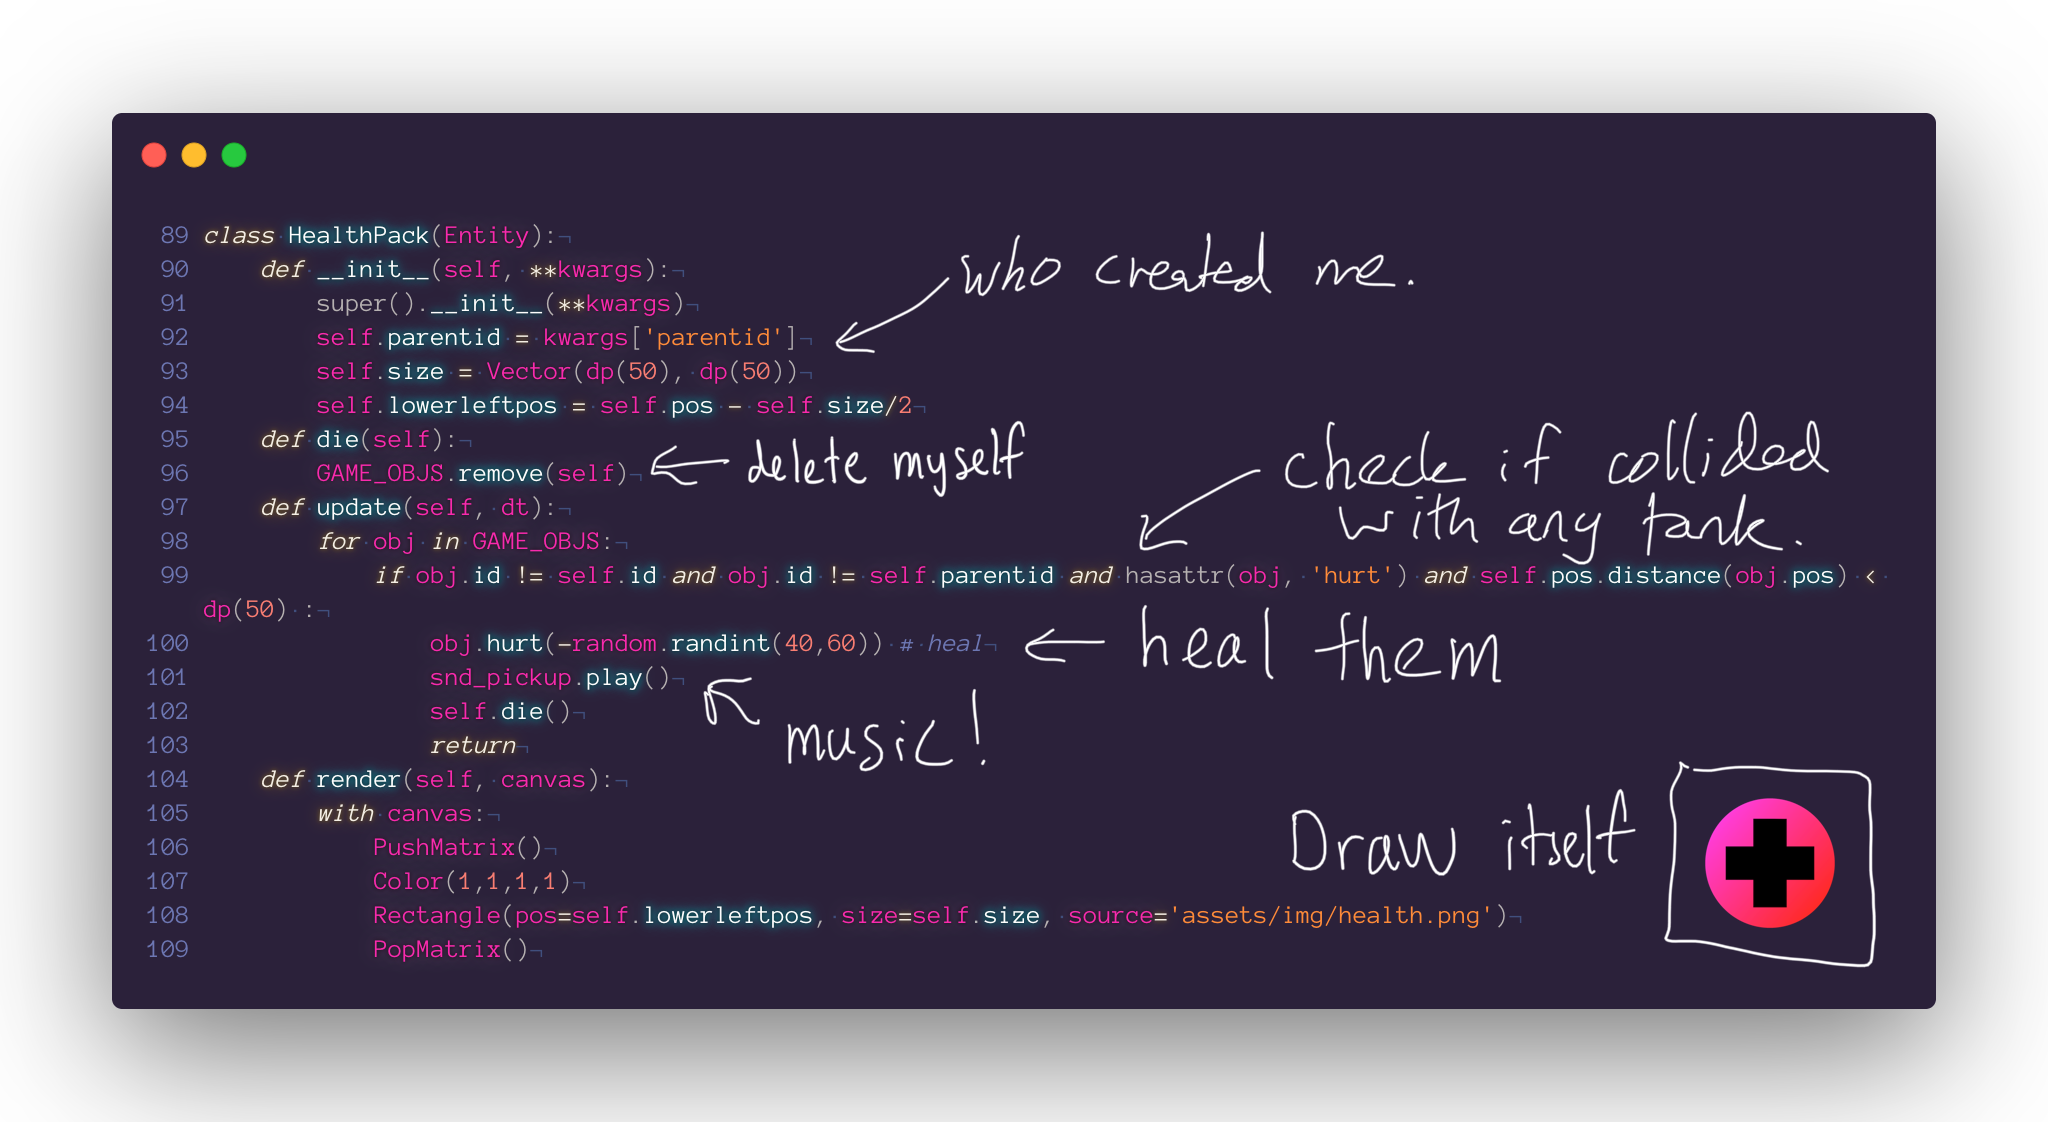 89 class HealthPack(Entity):¬
90     def __init__(self, **kwargs):¬
who created me.
91         super().__init__(**kwargs)¬
92         self.parentid = kwargs['parentid']¬
93         self.size = Vector(dp(50), dp(50))¬
94         self.lowerleftpos = self.pos - self.size/2¬
95     def die(self):¬
96         GAME_OBJS.remove(self)¬
delete myself
check if collided
with any tank.
97     def update(self, dt):¬
98         for obj in GAME_OBJS:¬
99             if obj.id != self.id and obj.id != self.parentid and hasattr(obj, 'hurt') and self.pos.distance(obj.pos) <
dp(50) :¬
100                 obj.hurt(-random.randint(40,60)) # heal¬
heal them
101                 snd_pickup.play()¬
music!
102                 self.die()¬
103                 return¬
104     def render(self, canvas):¬
105         with canvas:¬
106             PushMatrix()¬
Draw itself
107             Color(1,1,1,1)¬
108             Rectangle(pos=self.lowerleftpos, size=self.size, source='assets/img/health.png')¬
109             PopMatrix()¬